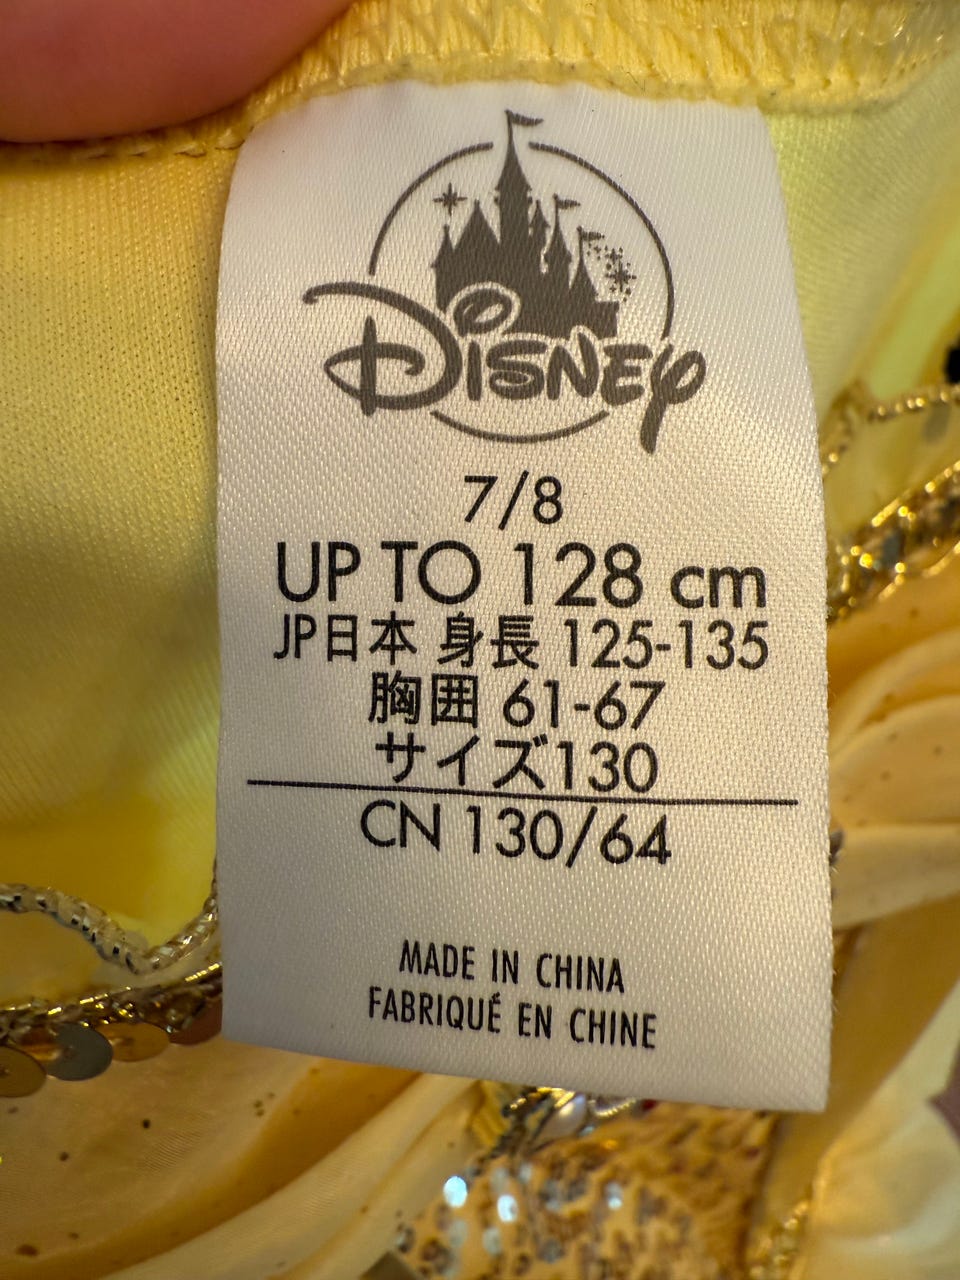 Disney
7/8
UP TO 128 cm
JP日本 身長 125-135
胸囲 61-67
サイズ130
CN 130/64
MADE IN CHINA
FABRIQUÉ EN CHINE